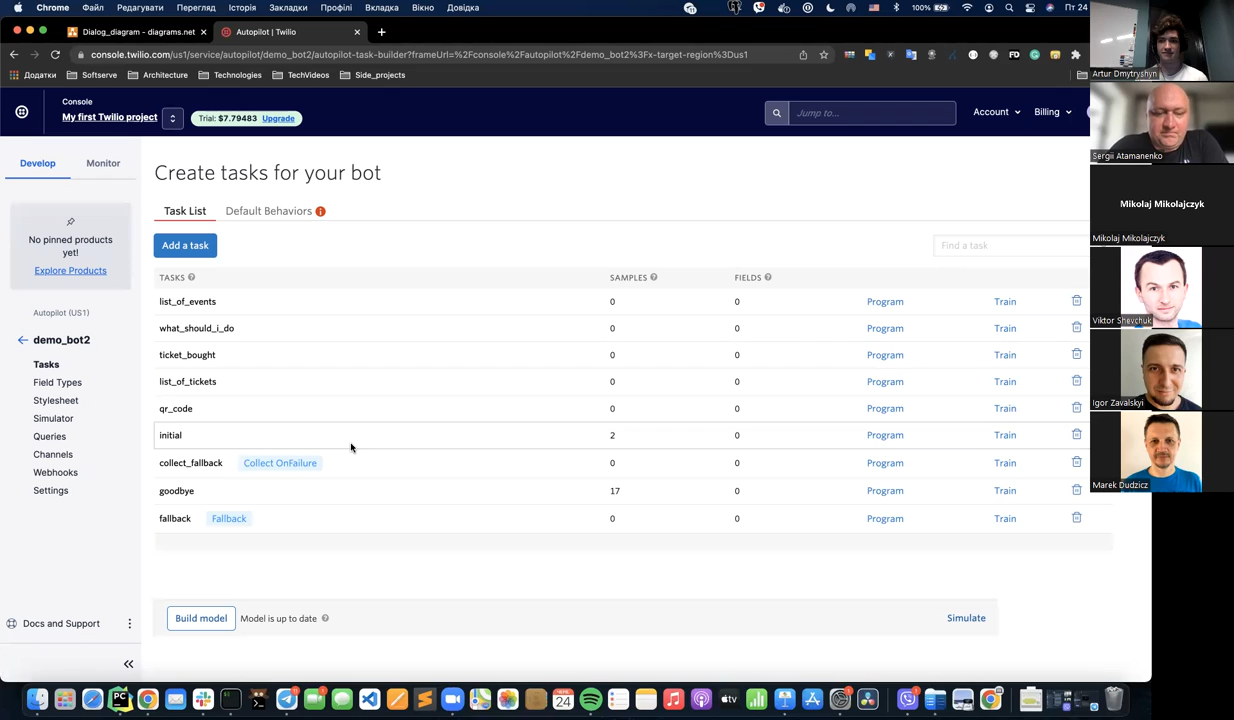 Chrome Файл Редагувати Перегляд Історія Закладки Профілі Вкладка Вікно Довідка 100% Пт 24
Dialog_diagram - diagrams.net
Autopilot | Twilio
console.twilio.com/us1/service/autopilot/demo_bot2/autopilot-task-builder?frameUrl=%2Fconsole%2Fautopilot%2Fdemo_bot2%3Fx-target-region%3Dus1
Додатки Softserve Architecture Technologies TechVideos Side_projects
Console
My first Twilio project
Trial: $7.79483 Upgrade
Jump to...
Account Billing
Develop Monitor
No pinned products
yet!
Explore Products
Autopilot (US1)
demo_bot2
Tasks
Field Types
Stylesheet
Simulator
Queries
Channels
Webhooks
Settings
Docs and Support
Create tasks for your bot
Task List Default Behaviors
Add a task
Find a task
TASKS SAMPLES FIELDS
list_of_events 0 0 Program Train
what_should_i_do 0 0 Program Train
ticket_bought 0 0 Program Train
list_of_tickets 0 0 Program Train
qr_code 0 0 Program Train
initial 2 0 Program Train
collect_fallback Collect OnFailure 0 0 Program Train
goodbye 17 0 Program Train
fallback Fallback 0 0 Program Train
Build model Model is up to date Simulate
Artur Dmytryshyn
Sergii Atamanenko
Mikolaj Mikolajczyk
Mikolaj Mikolajczyk
Viktor Shevchuk
Igor Zavalskyi
Marek Dudzicz
PC
24
tv